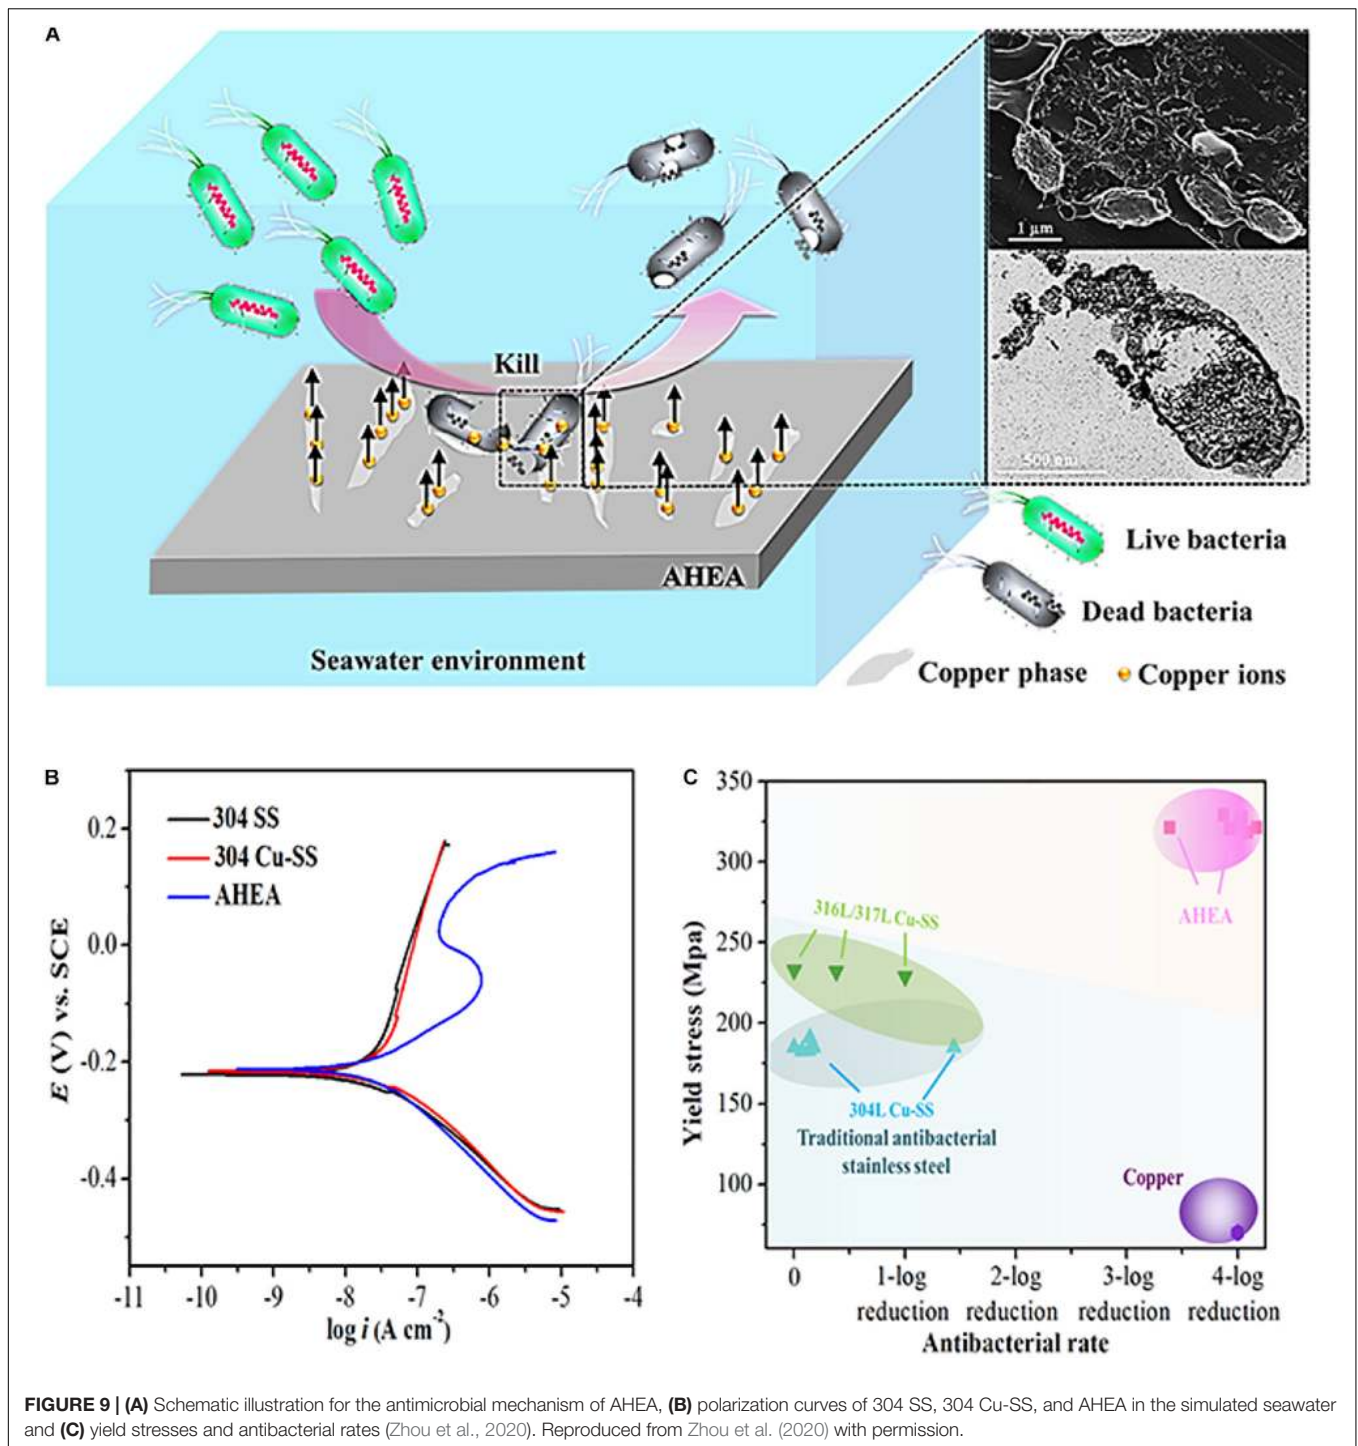 A
1 µm
500 nm
Kill
AHEA
Live bacteria
Dead bacteria
Seawater environment
Copper phase
Copper ions
B
304 SS
304 Cu-SS
AHEA
0.2
0.0
-0.2
-0.4
E (V) vs. SCE
-11 -10 -9 -8 -7 -6 -5 -4
log i (A cm-2)
C
350
300
250
200
150
100
Yield stress (Mpa)
316L/317L Cu-SS
AHEA
304L Cu-SS
Traditional antibacterial
stainless steel
Copper
0 1-log 2-log 3-log 4-log
reduction reduction reduction reduction
Antibacterial rate
FIGURE 9 | (A) Schematic illustration for the antimicrobial mechanism of AHEA, (B) polarization curves of 304 SS, 304 Cu-SS, and AHEA in the simulated seawater
and (C) yield stresses and antibacterial rates (Zhou et al., 2020). Reproduced from Zhou et al. (2020) with permission.